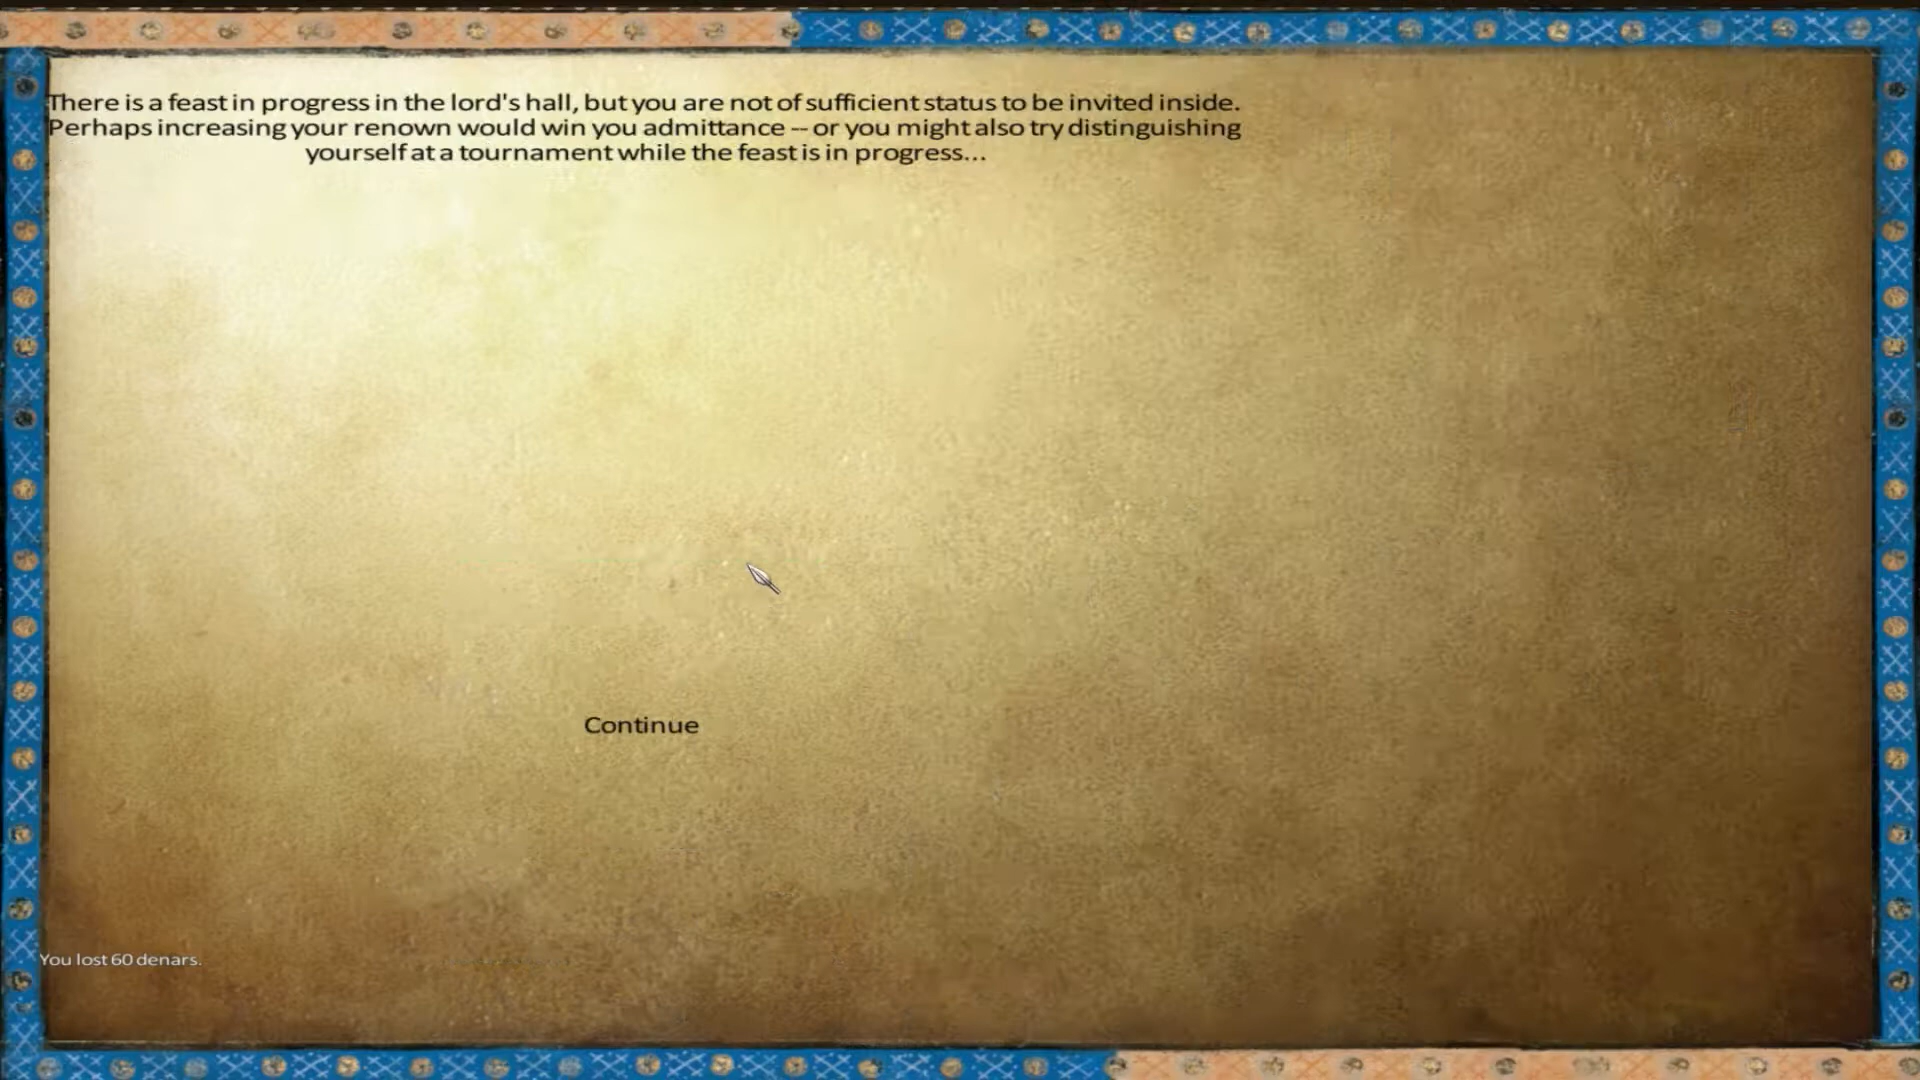 There is a feast in progress in the lord's hall, but you are not of sufficient status to be invited inside.
Perhaps increasing your renown would win you admittance -- or you might also try distinguishing
yourself at a tournament while the feast is in progress...
Continue
You lost 60 denars.